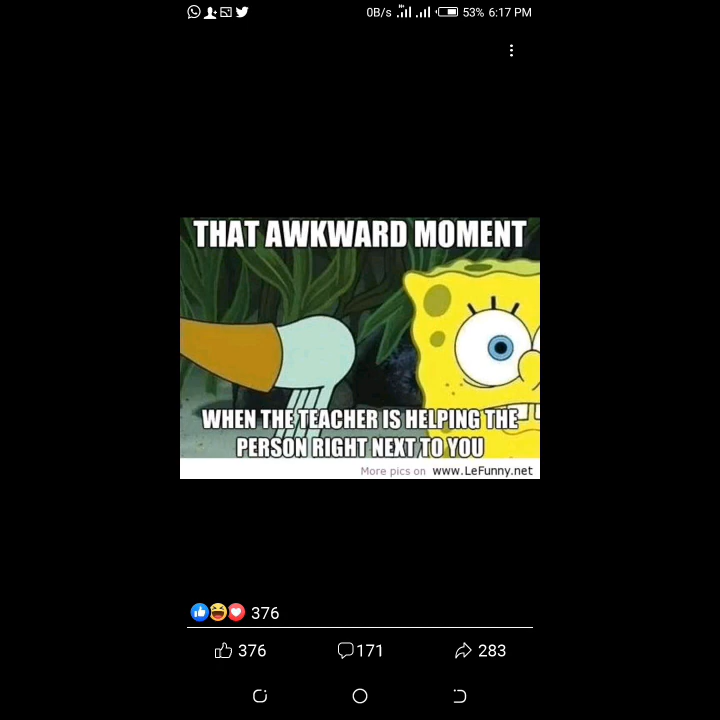 0B/s 53% 6:17 PM
THAT AWKWARD MOMENT
WHEN THE TEACHER IS HELPING THE
PERSON RIGHT NEXT TO YOU
More pics on www.LeFunny.net
376
376 171 283